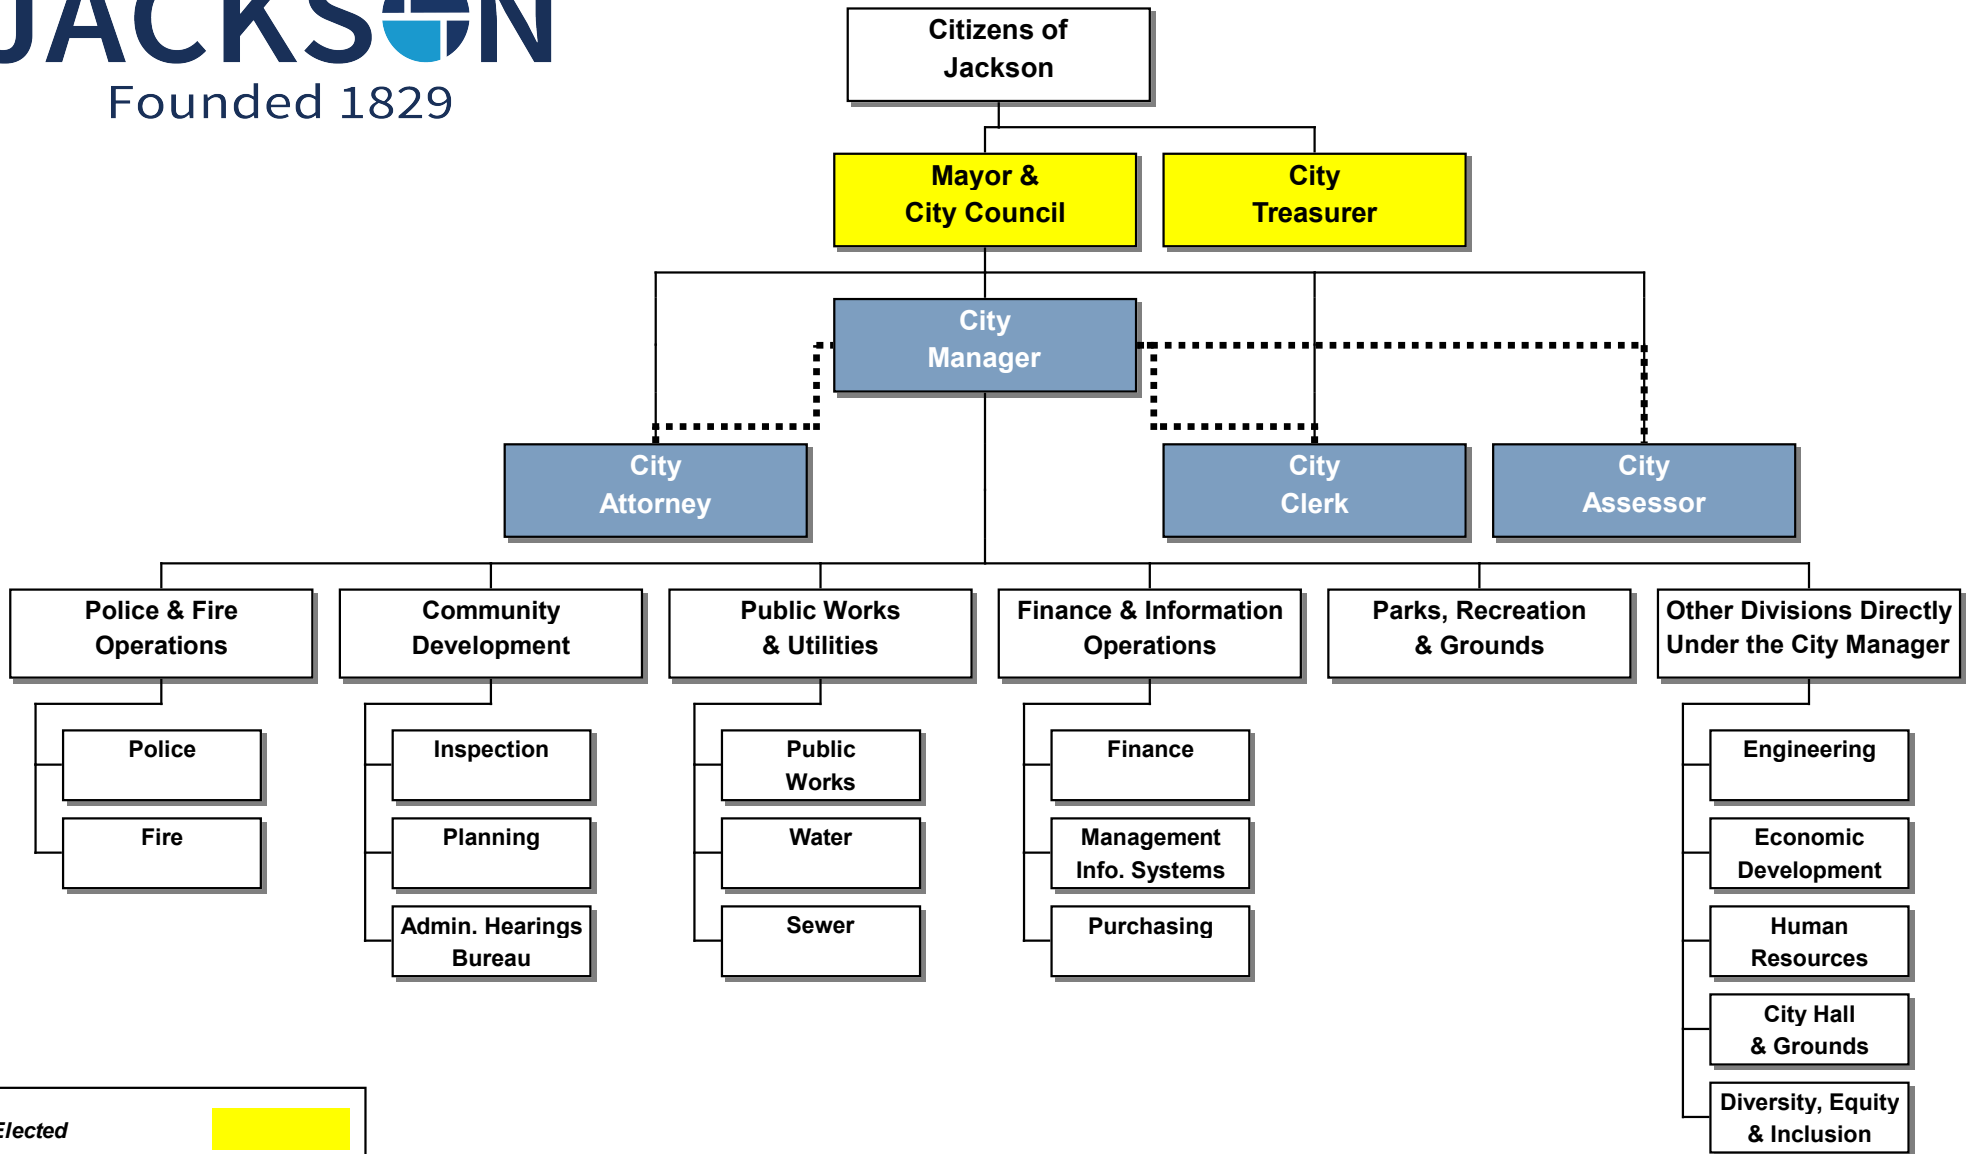 JACKSON
Founded 1829
Citizens of
Jackson
Mayor &
City Council
City
Treasurer
City
Manager
City
Attorney
City
Clerk
City
Assessor
Police & Fire
Operations
Community
Development
Public Works
& Utilities
Finance & Information
Operations
Parks, Recreation
& Grounds
Other Divisions Directly
Under the City Manager
Police
Fire
Inspection
Planning
Admin. Hearings
Bureau
Public
Works
Water
Sewer
Finance
Management
Info. Systems
Purchasing
Engineering
Economic
Development
Human
Resources
City Hall
& Grounds
Diversity, Equity
& Inclusion
Elected